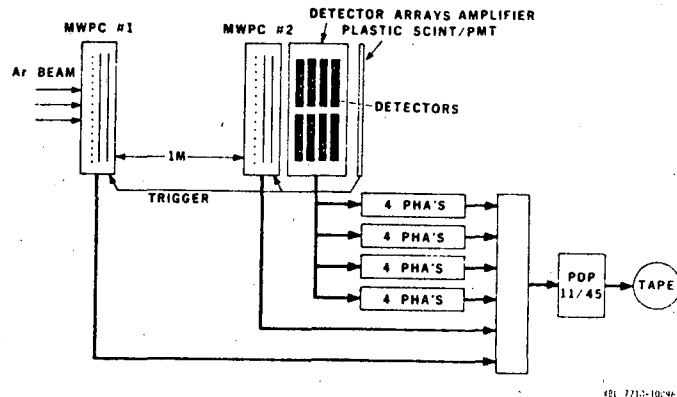 DETECTOR ARRAYS AMPLIFIER
PLASTIC SCINT/PMT
MWPC #1
MWPC #2
Ar BEAM
DETECTORS
1M
TRIGGER
4 PHA'S
4 PHA'S
4 PHA'S
4 PHA'S
PDP
11/45
TAPE